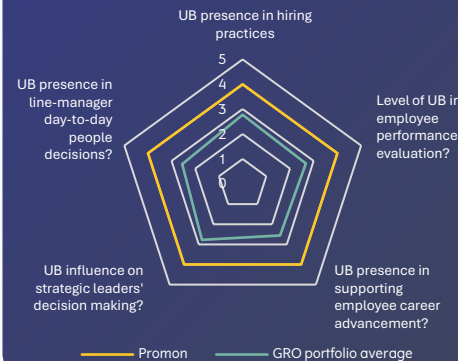 UB presence in hiring
practices
5
4
3
2
1
0
UB presence in
line-manager
day-to-day
people
decisions?
Level of UB in
employee
performance
evaluation?
UB influence on
strategic leaders'
decision making?
UB presence in
supporting
employee career
advancement?
Promon
GRO portfolio average